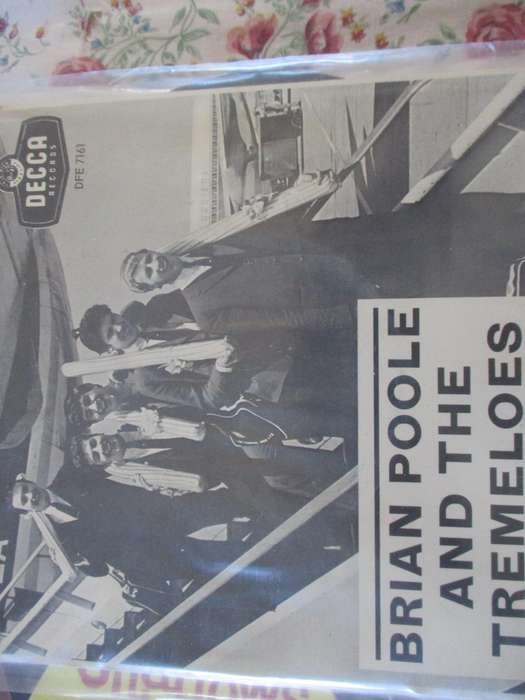 DECCA
RECORDS
DFE 7161
BRIAN POOLE
AND THE
TREMELOES